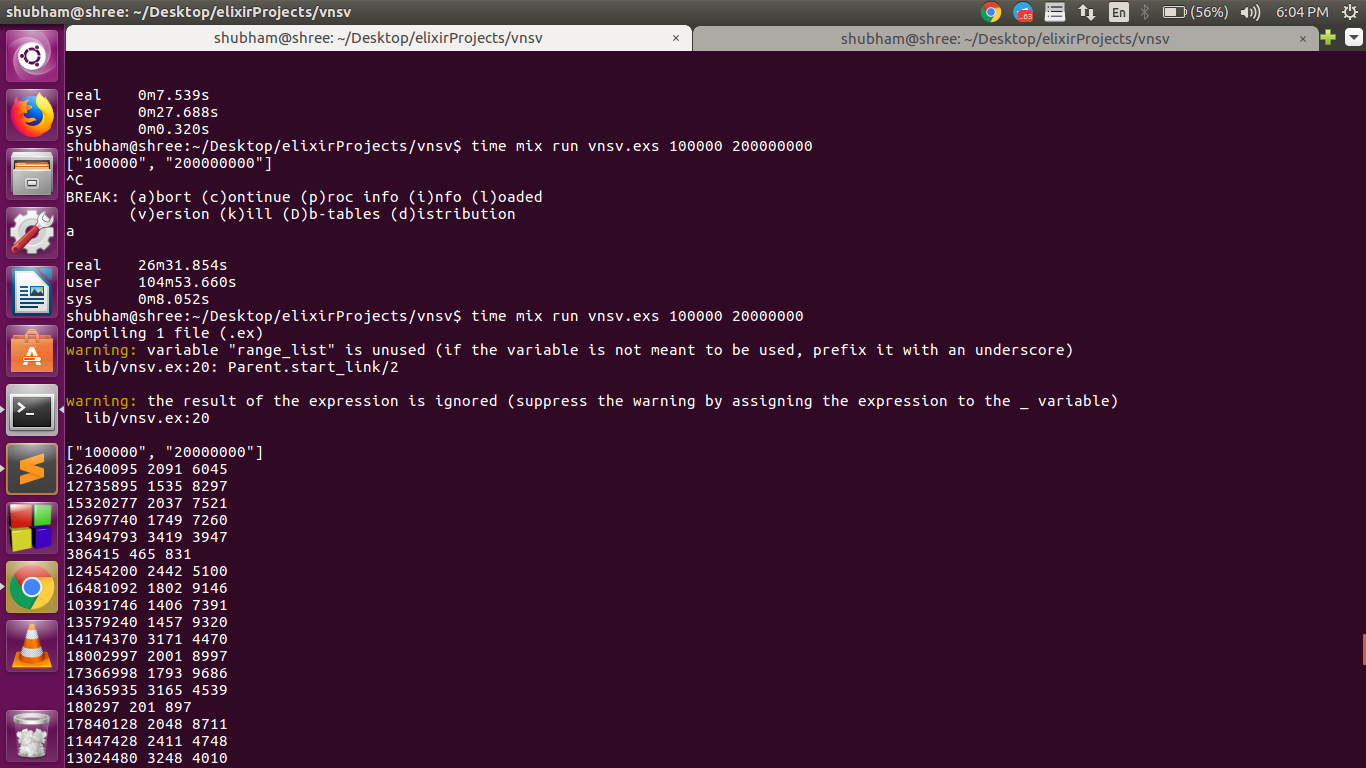 shubham@shree: ~/Desktop/elixirProjects/vnsv
.63
En
(56%)
6:04 PM
shubham@shree: ~/Desktop/elixirProjects/vnsv ×
shubham@shree: ~/Desktop/elixirProjects/vnsv ×
real 0m7.539s
user 0m27.688s
sys 0m0.320s
shubham@shree:~/Desktop/elixirProjects/vnsv$ time mix run vnsv.exs 100000 200000000
["100000", "200000000"]
^C
BREAK: (a)bort (c)ontinue (p)roc info (i)nfo (l)oaded
(v)ersion (k)ill (D)b-tables (d)istribution
a
real 26m31.854s
user 104m53.660s
sys 0m8.052s
shubham@shree:~/Desktop/elixirProjects/vnsv$ time mix run vnsv.exs 100000 20000000
Compiling 1 file (.ex)
warning: variable "range_list" is unused (if the variable is not meant to be used, prefix it with an underscore)
lib/vnsv.ex:20: Parent.start_link/2
warning: the result of the expression is ignored (suppress the warning by assigning the expression to the _ variable)
lib/vnsv.ex:20
["100000", "20000000"]
12640095 2091 6045
12735895 1535 8297
15320277 2037 7521
12697740 1749 7260
13494793 3419 3947
386415 465 831
12454200 2442 5100
16481092 1802 9146
10391746 1406 7391
13579240 1457 9320
14174370 3171 4470
18002997 2001 8997
17366998 1793 9686
14365935 3165 4539
180297 201 897
17840128 2048 8711
11447428 2411 4748
13024480 3248 4010